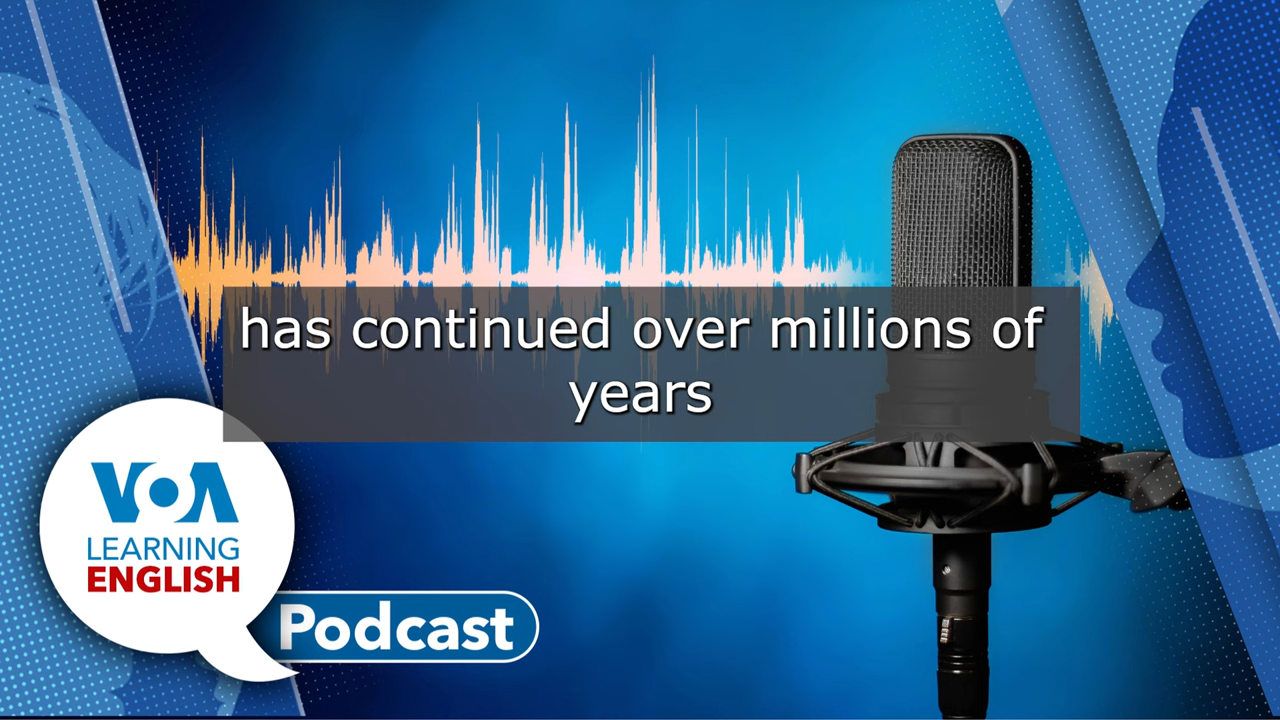 has continued over millions of
years
VOA
LEARNING
ENGLISH
Podcast